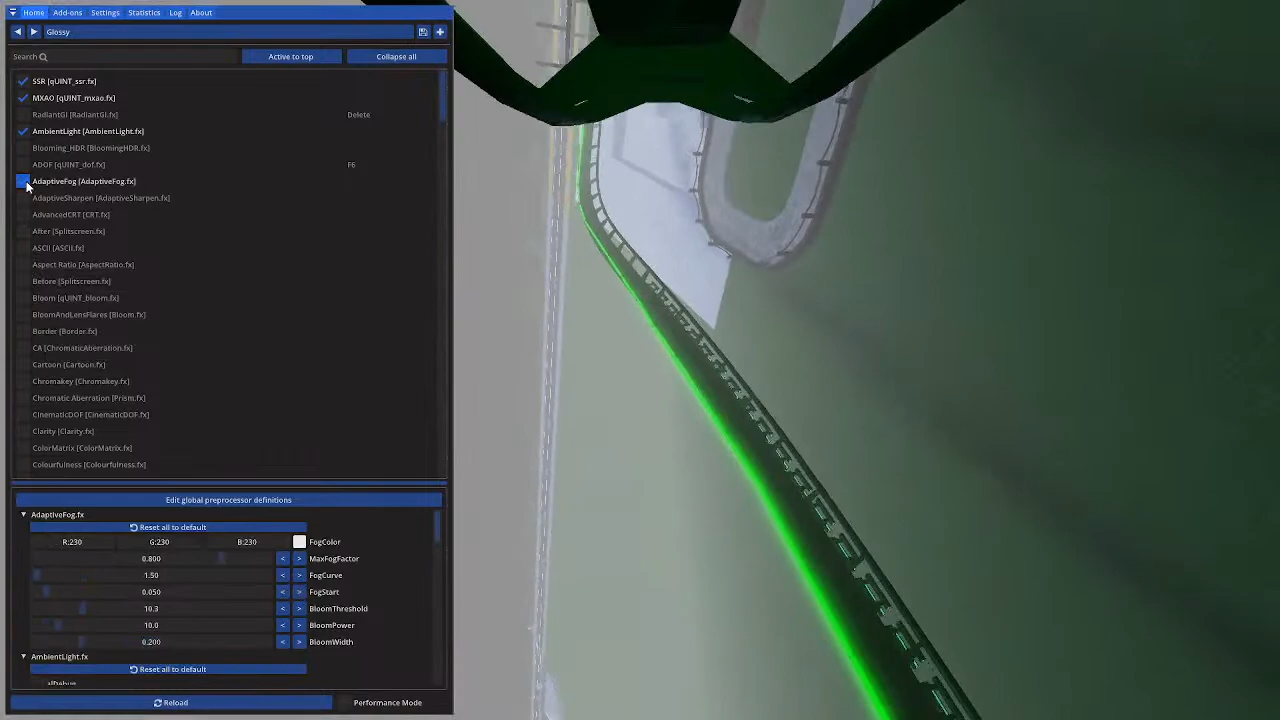 Home Add-ons Settings Statistics Log About
Glossy
Search Active to top Collapse all
SSR [qUINT_ssr.fx]
MXAO [qUINT_mxao.fx]
RadiantGI [RadiantGI.fx] Delete
AmbientLight [AmbientLight.fx]
Blooming_HDR [BloomingHDR.fx]
ADOF [qUINT_dof.fx] F6
AdaptiveFog [AdaptiveFog.fx]
AdaptiveSharpen [AdaptiveSharpen.fx]
AdvancedCRT [CRT.fx]
After [Splitscreen.fx]
ASCII [ASCII.fx]
Aspect Ratio [AspectRatio.fx]
Before [Splitscreen.fx]
Bloom [qUINT_bloom.fx]
BloomAndLensFlares [Bloom.fx]
Border [Border.fx]
CA [ChromaticAberration.fx]
Cartoon [Cartoon.fx]
Chromakey [Chromakey.fx]
Chromatic Aberration [Prism.fx]
CinematicDOF [CinematicDOF.fx]
Clarity [Clarity.fx]
ColorMatrix [ColorMatrix.fx]
Colourfulness [Colourfulness.fx]
Edit global preprocessor definitions
AdaptiveFog.fx
Reset all to default
R:230 G:230 B:230 FogColor
0.800 < > MaxFogFactor
1.50 < > FogCurve
0.050 < > FogStart
10.3 < > BloomThreshold
10.0 < > BloomPower
0.200 < > BloomWidth
AmbientLight.fx
Reset all to default
alDebug
Reload Performance Mode